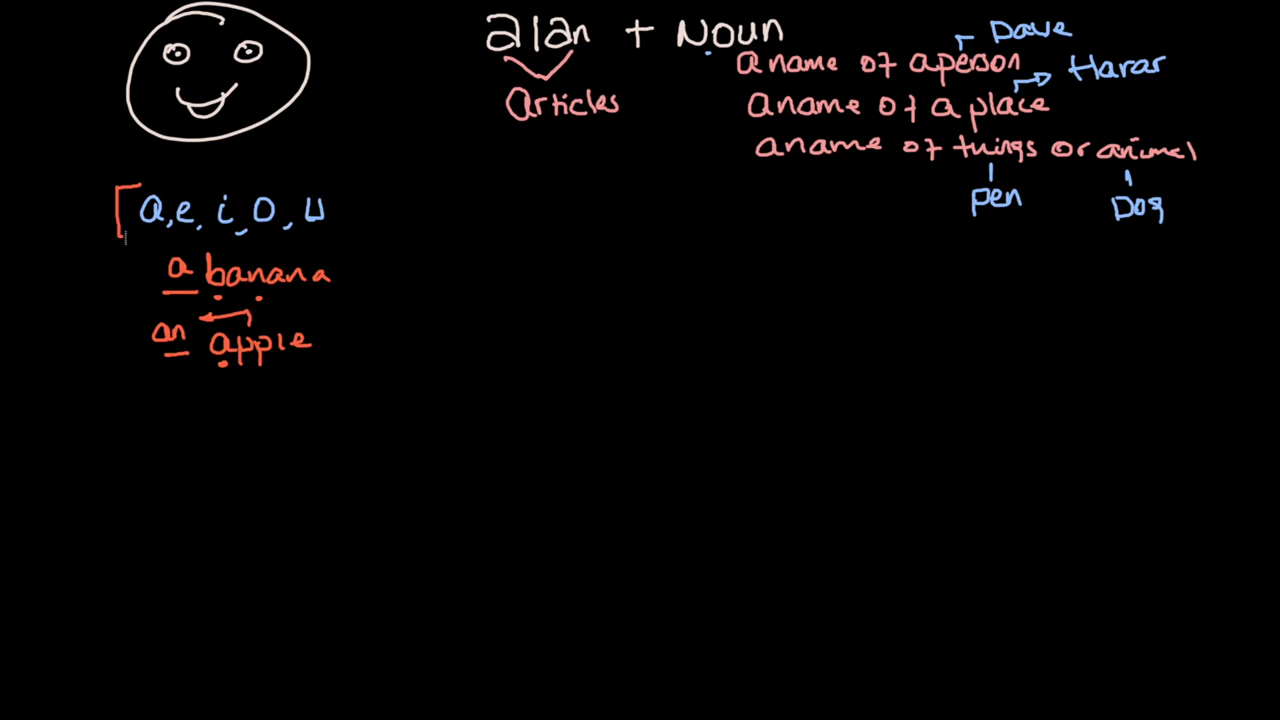 a/an + Noun
Dawe
a name of a person
Harar
Articles
a name of a place
a name of things or animal
pen
Dog
a, e, i, o, u
a banana
an apple